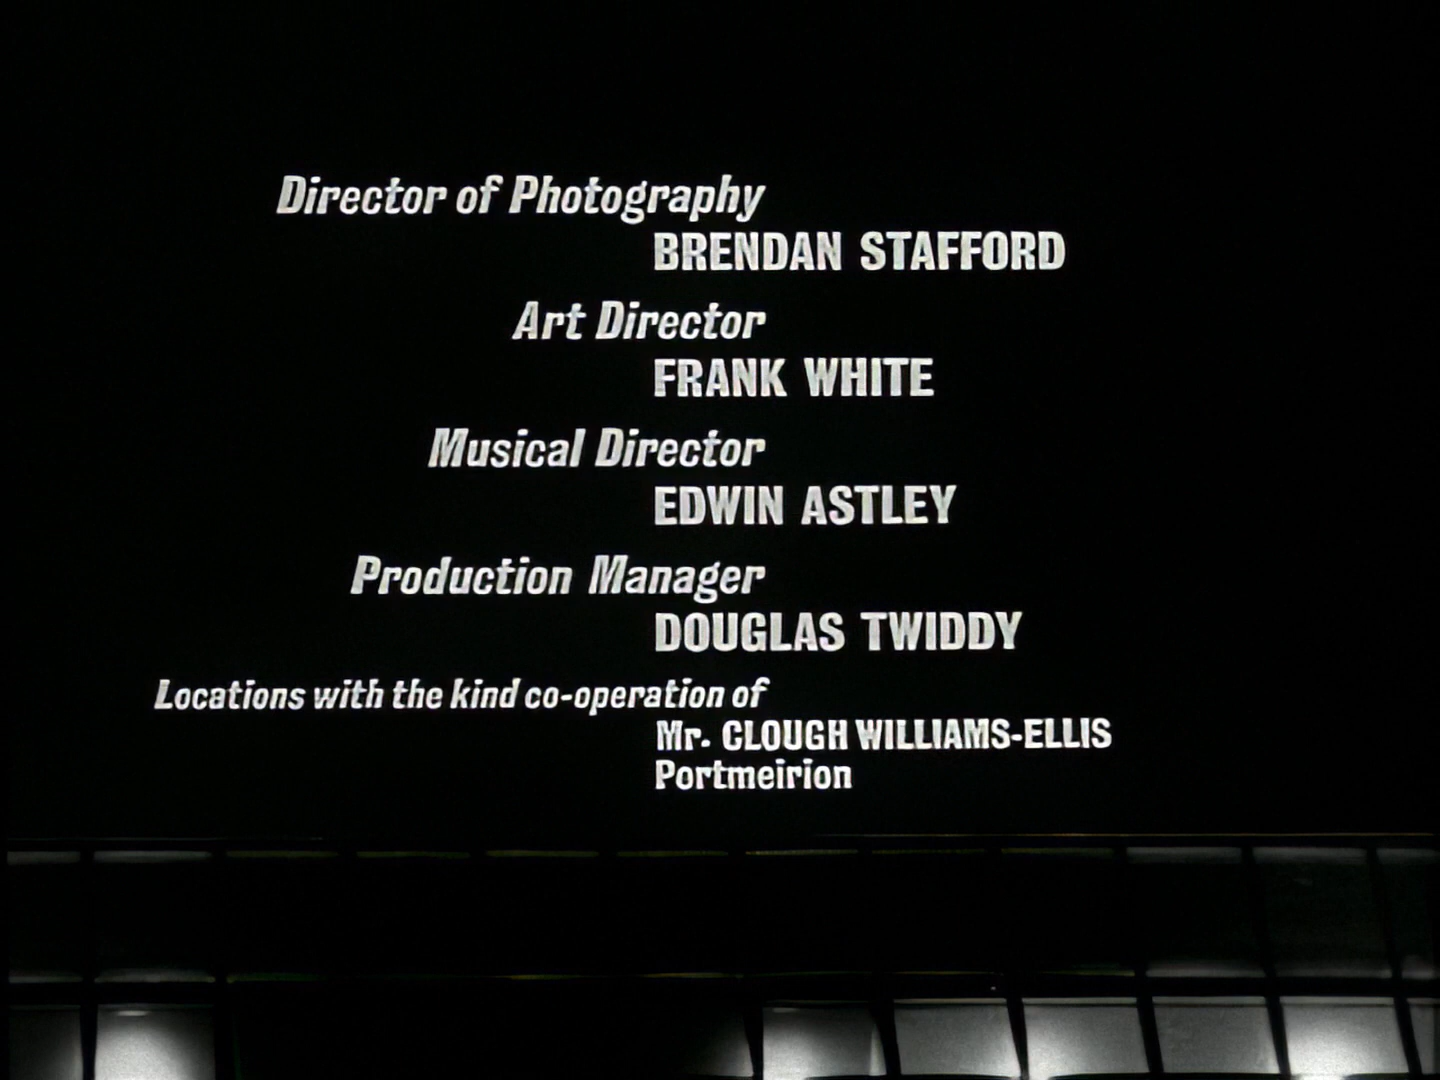 Director of Photography
BRENDAN STAFFORD
Art Director
FRANK WHITE
Musical Director
EDWIN ASTLEY
Production Manager
DOUGLAS TWIDDY
Locations with the kind co-operation of
Mr. CLOUGH WILLIAMS-ELLIS
Portmeirion